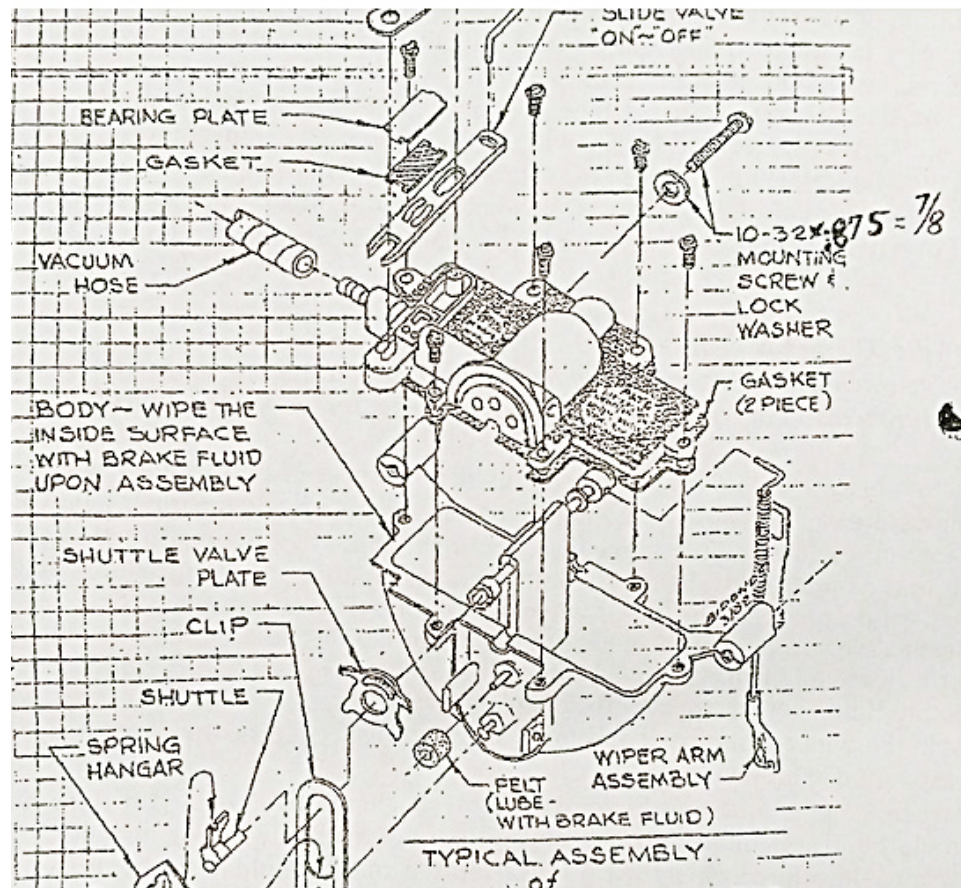 SLIDE VALVE
"ON"~"OFF"
BEARING PLATE
GASKET
10-32x.875 = 7/8
MOUNTING
SCREW &
LOCK
WASHER
VACUUM
HOSE
GASKET
(2 PIECE)
BODY~ WIPE THE
INSIDE SURFACE
WITH BRAKE FLUID
UPON ASSEMBLY
SHUTTLE VALVE
PLATE
CLIP
SHUTTLE
SPRING
HANGAR
WIPER ARM
ASSEMBLY
FELT
(LUBE-
WITH BRAKE FLUID)
TYPICAL ASSEMBLY
of